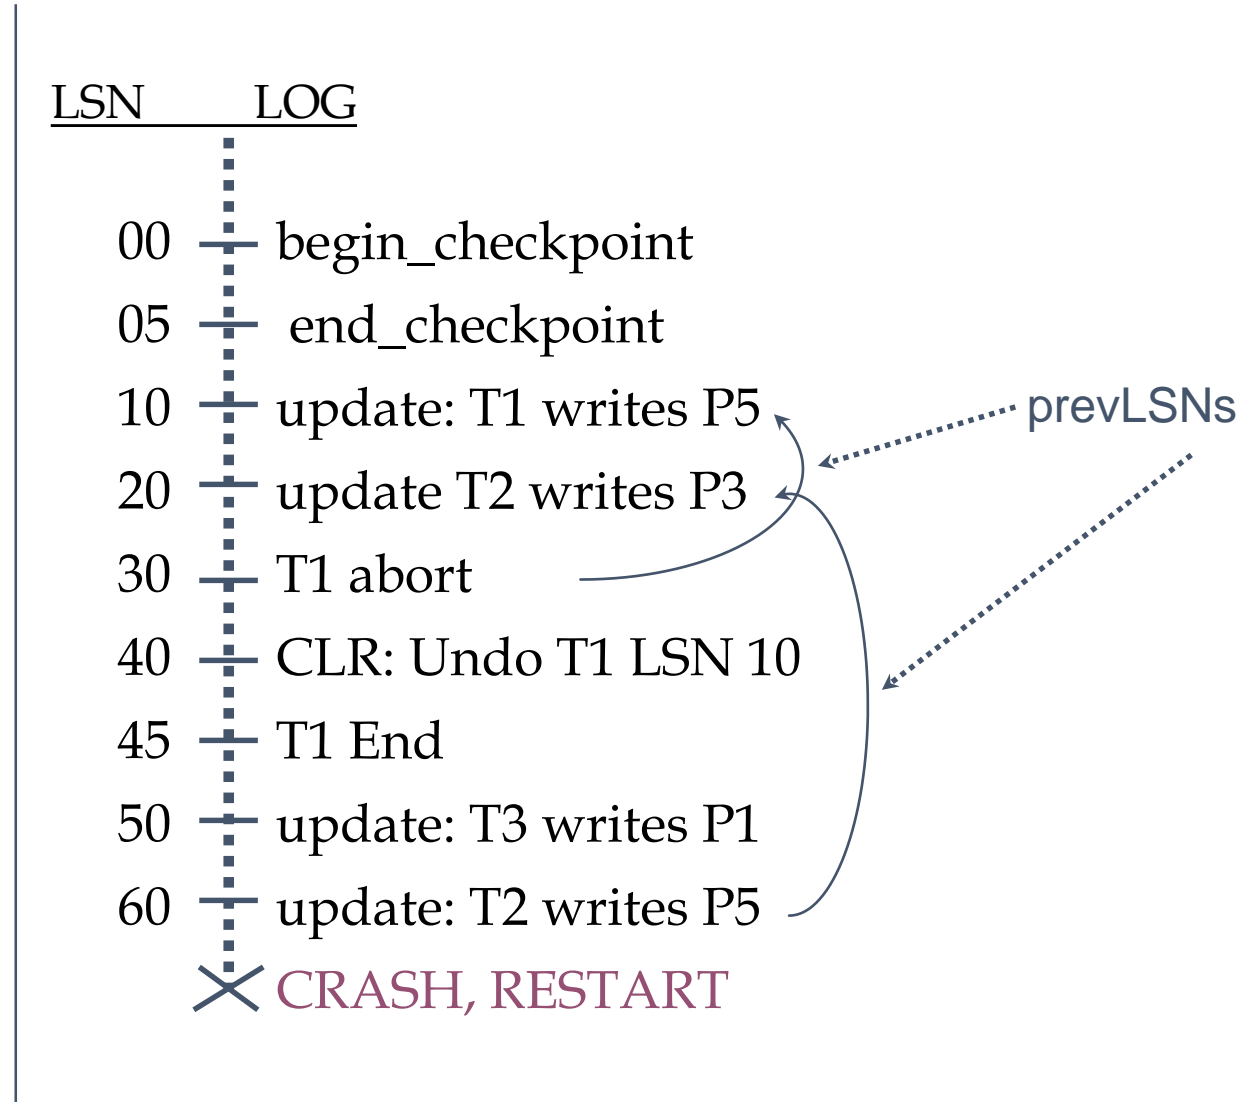 LSN LOG
00 begin_checkpoint
05 end_checkpoint
10 update: T1 writes P5
prevLSNs
20 update T2 writes P3
30 T1 abort
40 CLR: Undo T1 LSN 10
45 T1 End
50 update: T3 writes P1
60 update: T2 writes P5
CRASH, RESTART